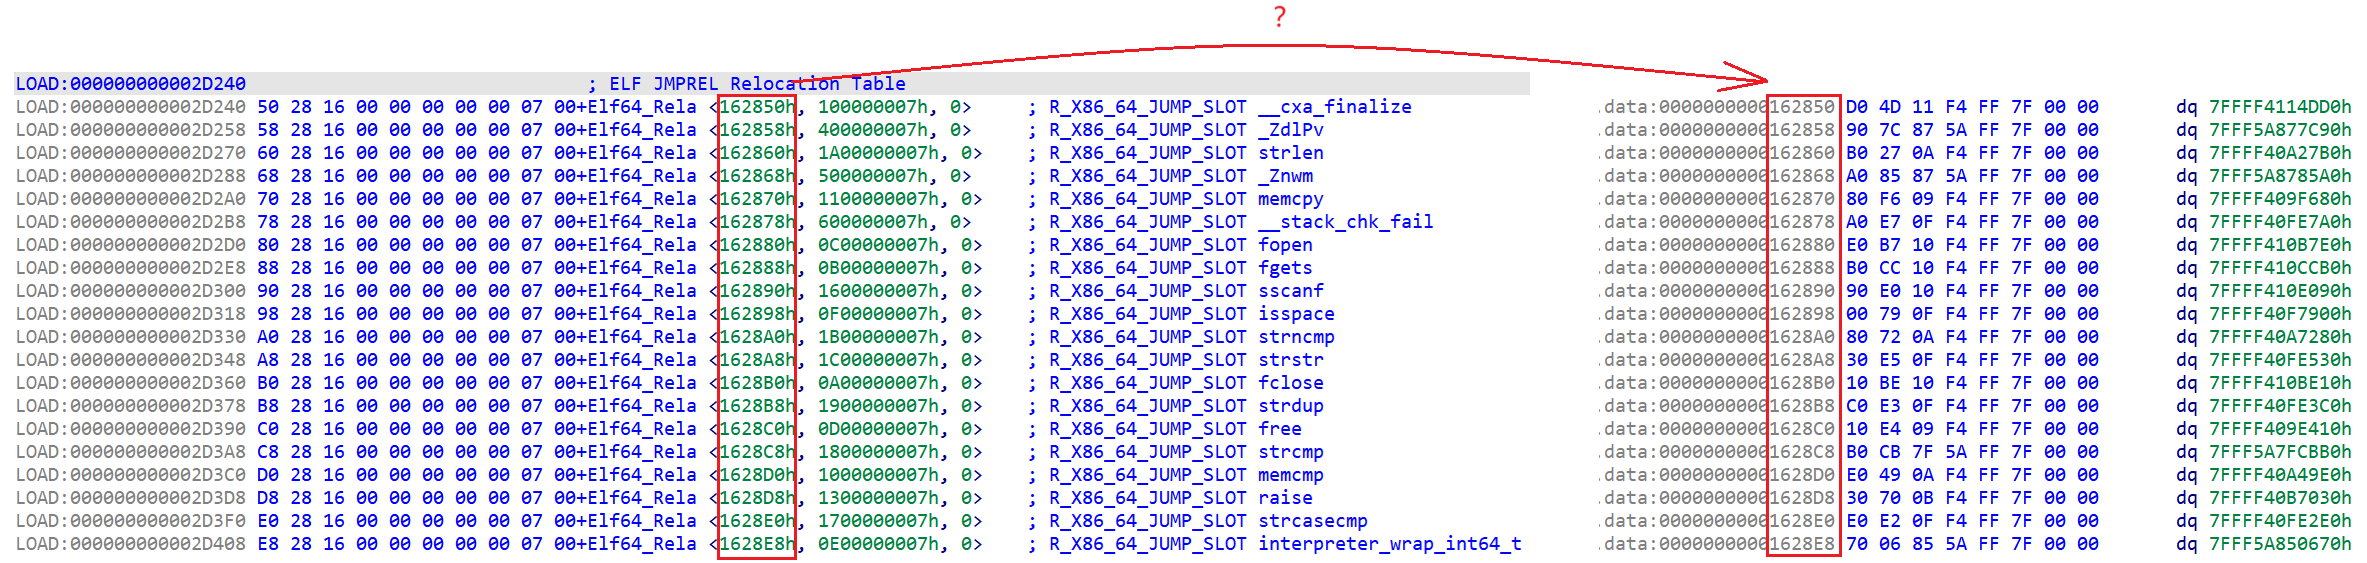 ?
LOAD:000000000002D240 ; ELF JMPREL Relocation Table
LOAD:000000000002D240 50 28 16 00 00 00 00 00 07 00+Elf64_Rela <162850h, 100000007h, 0> ; R_X86_64_JUMP_SLOT __cxa_finalize .data:0000000000162850 D0 4D 11 F4 FF 7F 00 00 dq 7FFFF4114DD0h
LOAD:000000000002D258 58 28 16 00 00 00 00 00 07 00+Elf64_Rela <162858h, 400000007h, 0> ; R_X86_64_JUMP_SLOT _ZdlPv .data:0000000000162858 90 7C 87 5A FF 7F 00 00 dq 7FFF5A877C90h
LOAD:000000000002D270 60 28 16 00 00 00 00 00 07 00+Elf64_Rela <162860h, 1A00000007h, 0> ; R_X86_64_JUMP_SLOT strlen .data:0000000000162860 B0 27 0A F4 FF 7F 00 00 dq 7FFFF40A27B0h
LOAD:000000000002D288 68 28 16 00 00 00 00 00 07 00+Elf64_Rela <162868h, 500000007h, 0> ; R_X86_64_JUMP_SLOT _Znwm .data:0000000000162868 A0 85 87 5A FF 7F 00 00 dq 7FFF5A8785A0h
LOAD:000000000002D2A0 70 28 16 00 00 00 00 00 07 00+Elf64_Rela <162870h, 1100000007h, 0> ; R_X86_64_JUMP_SLOT memcpy .data:0000000000162870 80 F6 09 F4 FF 7F 00 00 dq 7FFFF409F680h
LOAD:000000000002D2B8 78 28 16 00 00 00 00 00 07 00+Elf64_Rela <162878h, 600000007h, 0> ; R_X86_64_JUMP_SLOT __stack_chk_fail .data:0000000000162878 A0 E7 0F F4 FF 7F 00 00 dq 7FFFF40FE7A0h
LOAD:000000000002D2D0 80 28 16 00 00 00 00 00 07 00+Elf64_Rela <162880h, 0C00000007h, 0> ; R_X86_64_JUMP_SLOT fopen .data:0000000000162880 E0 B7 10 F4 FF 7F 00 00 dq 7FFFF410B7E0h
LOAD:000000000002D2E8 88 28 16 00 00 00 00 00 07 00+Elf64_Rela <162888h, 0B00000007h, 0> ; R_X86_64_JUMP_SLOT fgets .data:0000000000162888 B0 CC 10 F4 FF 7F 00 00 dq 7FFFF410CCB0h
LOAD:000000000002D300 90 28 16 00 00 00 00 00 07 00+Elf64_Rela <162890h, 1600000007h, 0> ; R_X86_64_JUMP_SLOT sscanf .data:0000000000162890 90 E0 10 F4 FF 7F 00 00 dq 7FFFF410E090h
LOAD:000000000002D318 98 28 16 00 00 00 00 00 07 00+Elf64_Rela <162898h, 0F00000007h, 0> ; R_X86_64_JUMP_SLOT isspace .data:0000000000162898 00 79 0F F4 FF 7F 00 00 dq 7FFFF40F7900h
LOAD:000000000002D330 A0 28 16 00 00 00 00 00 07 00+Elf64_Rela <1628A0h, 1B00000007h, 0> ; R_X86_64_JUMP_SLOT strncmp .data:00000000001628A0 80 72 0A F4 FF 7F 00 00 dq 7FFFF40A7280h
LOAD:000000000002D348 A8 28 16 00 00 00 00 00 07 00+Elf64_Rela <1628A8h, 1C00000007h, 0> ; R_X86_64_JUMP_SLOT strstr .data:00000000001628A8 30 E5 0F F4 FF 7F 00 00 dq 7FFFF40FE530h
LOAD:000000000002D360 B0 28 16 00 00 00 00 00 07 00+Elf64_Rela <1628B0h, 0A00000007h, 0> ; R_X86_64_JUMP_SLOT fclose .data:00000000001628B0 10 BE 10 F4 FF 7F 00 00 dq 7FFFF410BE10h
LOAD:000000000002D378 B8 28 16 00 00 00 00 00 07 00+Elf64_Rela <1628B8h, 1900000007h, 0> ; R_X86_64_JUMP_SLOT strdup .data:00000000001628B8 C0 E3 0F F4 FF 7F 00 00 dq 7FFFF40FE3C0h
LOAD:000000000002D390 C0 28 16 00 00 00 00 00 07 00+Elf64_Rela <1628C0h, 0D00000007h, 0> ; R_X86_64_JUMP_SLOT free .data:00000000001628C0 10 E4 09 F4 FF 7F 00 00 dq 7FFFF409E410h
LOAD:000000000002D3A8 C8 28 16 00 00 00 00 00 07 00+Elf64_Rela <1628C8h, 1800000007h, 0> ; R_X86_64_JUMP_SLOT strcmp .data:00000000001628C8 B0 CB 7F 5A FF 7F 00 00 dq 7FFF5A7FCBB0h
LOAD:000000000002D3C0 D0 28 16 00 00 00 00 00 07 00+Elf64_Rela <1628D0h, 1000000007h, 0> ; R_X86_64_JUMP_SLOT memcmp .data:00000000001628D0 E0 49 0A F4 FF 7F 00 00 dq 7FFFF40A49E0h
LOAD:000000000002D3D8 D8 28 16 00 00 00 00 00 07 00+Elf64_Rela <1628D8h, 1300000007h, 0> ; R_X86_64_JUMP_SLOT raise .data:00000000001628D8 30 70 0B F4 FF 7F 00 00 dq 7FFFF40B7030h
LOAD:000000000002D3F0 E0 28 16 00 00 00 00 00 07 00+Elf64_Rela <1628E0h, 1700000007h, 0> ; R_X86_64_JUMP_SLOT strcasecmp .data:00000000001628E0 E0 E2 0F F4 FF 7F 00 00 dq 7FFFF40FE2E0h
LOAD:000000000002D408 E8 28 16 00 00 00 00 00 07 00+Elf64_Rela <1628E8h, 0E00000007h, 0> ; R_X86_64_JUMP_SLOT interpreter_wrap_int64_t .data:00000000001628E8 70 06 85 5A FF 7F 00 00 dq 7FFF5A850670h